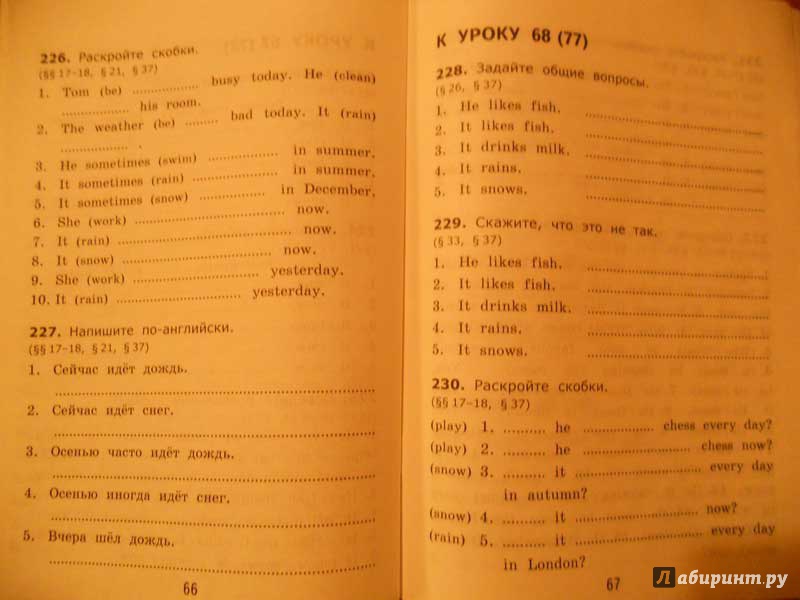 226. Раскройте скобки.
(§§ 17–18, § 21, § 37)
1. Tom (be) ............... busy today. He (clean)
............... his room.
2. The weather (be) ........ bad today. It (rain)
............... .
3. He sometimes (swim) ............... in summer.
4. It sometimes (rain) ............... in summer.
5. It sometimes (snow) ............... in December.
6. She (work) ............... now.
7. It (rain) ............... now.
8. It (snow) ............... now.
9. She (work) ............... yesterday.
10. It (rain) ............... yesterday.
227. Напишите по-английски.
(§§ 17–18, § 21, § 37)
1. Сейчас идёт дождь.
2. Сейчас идёт снег.
3. Осенью часто идёт дождь.
4. Осенью иногда идёт снег.
5. Вчера шёл дождь.
66
К УРОКУ 68 (77)
228. Задайте общие вопросы.
(§ 26, § 37)
1. He likes fish. ...............
2. It likes fish. ...............
3. It drinks milk. ...............
4. It rains. ...............
5. It snows. ...............
229. Скажите, что это не так.
(§ 33, § 37)
1. He likes fish. ...............
2. It likes fish. ...............
3. It drinks milk. ...............
4. It rains. ...............
5. It snows. ...............
230. Раскройте скобки.
(§§ 17–18, § 37)
(play) 1. ......... he ............... chess every day?
(play) 2. ......... he ............... chess now?
(snow) 3. ......... it ............... every day
in autumn?
(snow) 4. ......... it ............... now?
(rain) 5. ......... it ............... every day
in London?
67
Лабиринт.ру